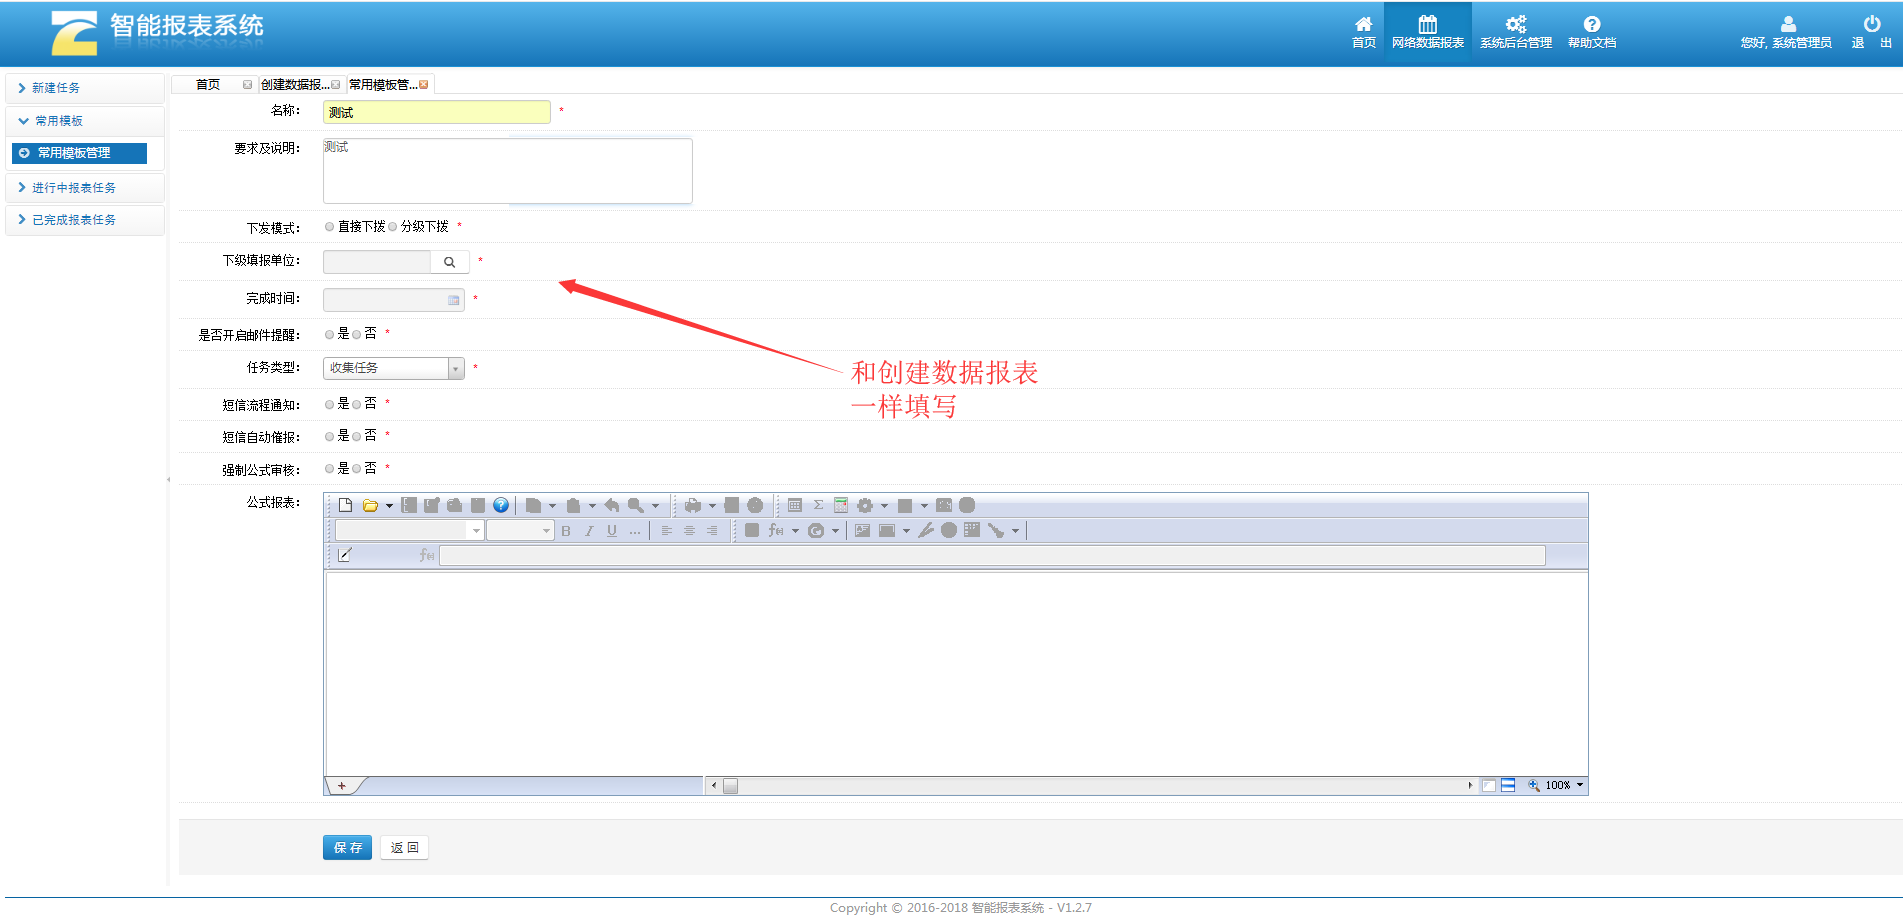 智能报表系统
首页
网络数据报表
系统后台管理
帮助文档
您好, 系统管理员
退 出
新建任务
常用模板
常用模板管理
进行中报表任务
已完成报表任务
首页
创建数据报...
常用模板管...
名称：
测试
*
要求及说明：
测试
下发模式：
直接下拨 分级下拨 *
下级填报单位：
*
完成时间：
*
是否开启邮件提醒：
是 否 *
任务类型：
收集任务
*
短信流程通知：
是 否 *
短信自动催报：
是 否 *
强制公式审核：
是 否 *
和创建数据报表
一样填写
公式报表：
B I U ...
100%
保 存
返 回
Copyright © 2016-2018 智能报表系统 - V1.2.7